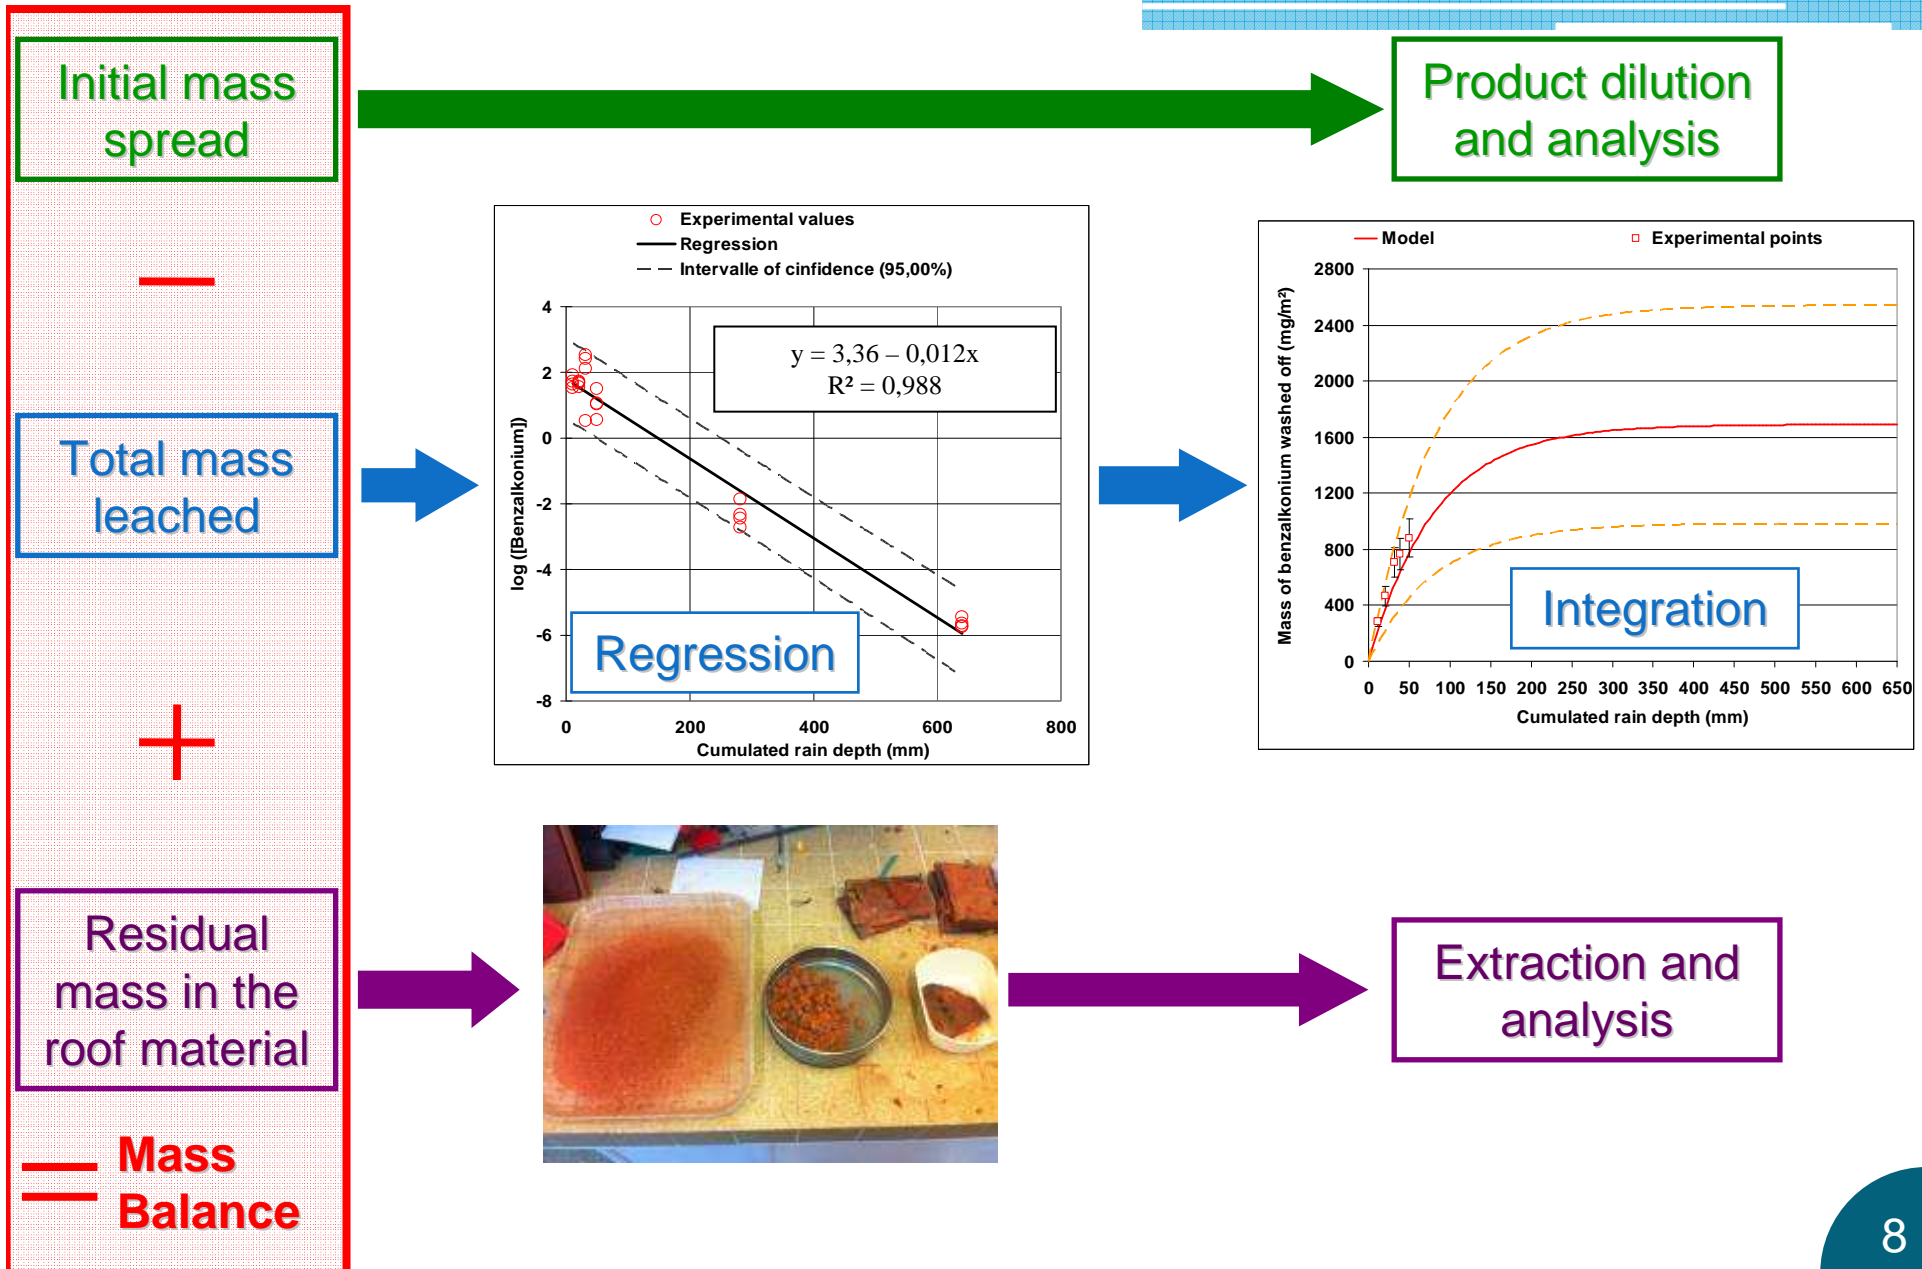 Initial mass
spread
Product dilution
and analysis
—
Total mass
leached
Experimental values
Regression
Intervalle of cinfidence (95,00%)
y = 3,36 – 0,012x
R² = 0,988
4
2
0
-2
-4
-6
-8
log ([Benzalkonium])
0 200 400 600 800
Cumulated rain depth (mm)
Regression
Model Experimental points
2800
2400
2000
1600
1200
800
400
0
Mass of benzalkonium washed off (mg/m²)
0 50 100 150 200 250 300 350 400 450 500 550 600 650
Cumulated rain depth (mm)
Integration
+
Residual
mass in the
roof material
Extraction and
analysis
= Mass
Balance
8